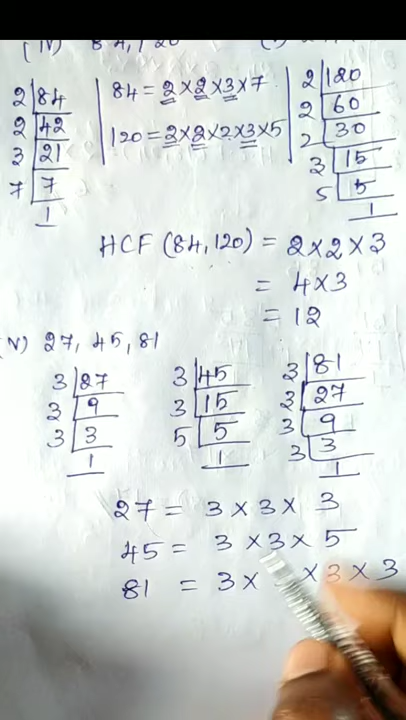 (IV) 84, 120
2 | 84
2 | 42
3 | 21
7 | 7
1
84 = 2×2×3×7
120 = 2×2×2×3×5
2 | 120
2 | 60
2 | 30
3 | 15
5 | 5
1
HCF (84, 120) = 2×2×3
= 4×3
= 12
(V) 27, 45, 81
3 | 27
3 | 9
3 | 3
1
3 | 45
3 | 15
5 | 5
1
3 | 81
3 | 27
3 | 9
3 | 3
1
27 = 3 × 3 × 3
45 = 3 × 3 × 5
81 = 3 × × 3 × 3